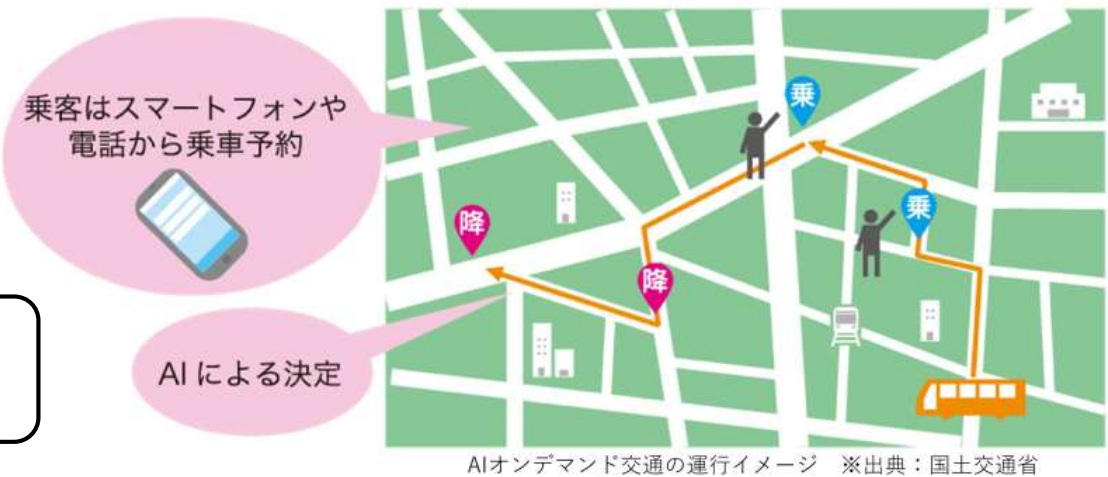 乗客はスマートフォンや
電話から乗車予約
乗
乗
降
降
AIによる決定
AIオンデマンド交通の運行イメージ　※出典：国土交通省